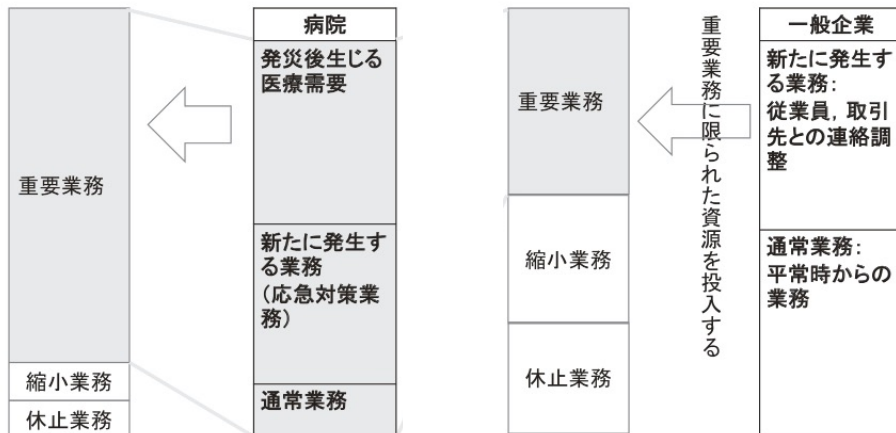 重要業務
縮小業務
休止業務
病院
発災後生じる
医療需要
新たに発生す
る業務
（応急対策業
務）
通常業務
重要業務
縮小業務
休止業務
重要業務に限られた資源を投入する
一般企業
新たに発生す
る業務：
従業員，取引
先との連絡調
整
通常業務：
平常時からの
業務